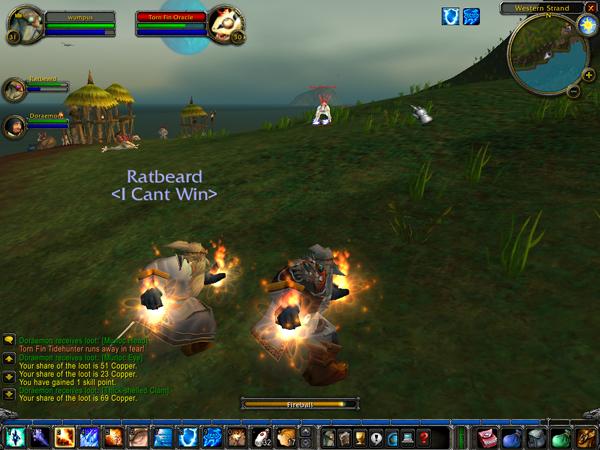 wumpus
Torn Fin Oracle
Western Strand
N
31
30
Ratbeard
Doraemon
Ratbeard
<I Cant Win>
Doraemon receives loot: [Murloc Head]
Torn Fin Tidehunter runs away in fear!
Doraemon receives loot: [Murloc Eye]
Your share of the loot is 51 Copper.
Your share of the loot is 23 Copper.
You have gained 1 skill point.
Doraemon receives loot: [Thick-shelled Clam]
Your share of the loot is 69 Copper.
Fireball